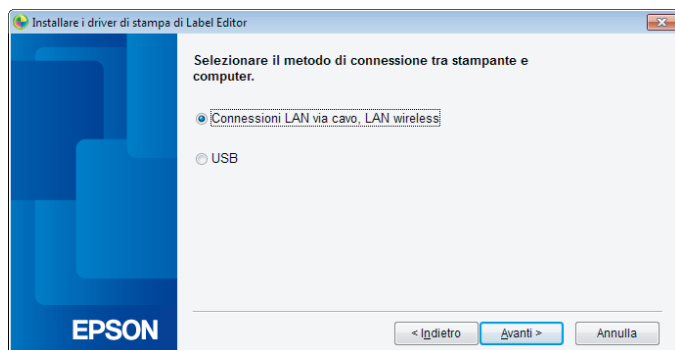 Installare i driver di stampa di Label Editor
Selezionare il metodo di connessione tra stampante e
computer.
Connessioni LAN via cavo, LAN wireless
USB
EPSON
< Indietro
Avanti >
Annulla